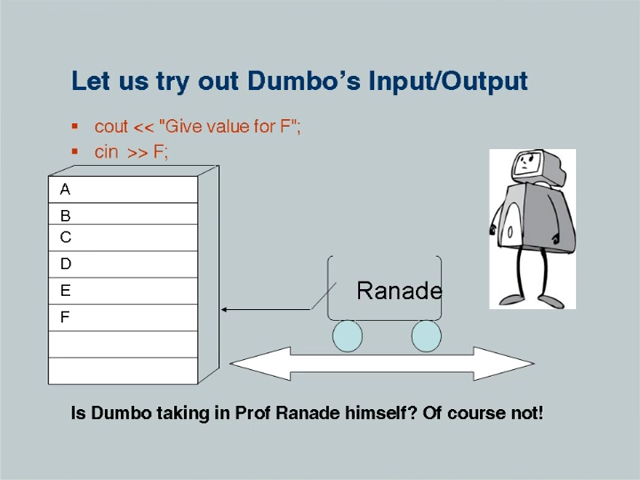 Let us try out Dumbo’s Input/Output
▪ cout << "Give value for F";
▪ cin >> F;
A
B
C
D
E
F
Ranade
Is Dumbo taking in Prof Ranade himself? Of course not!